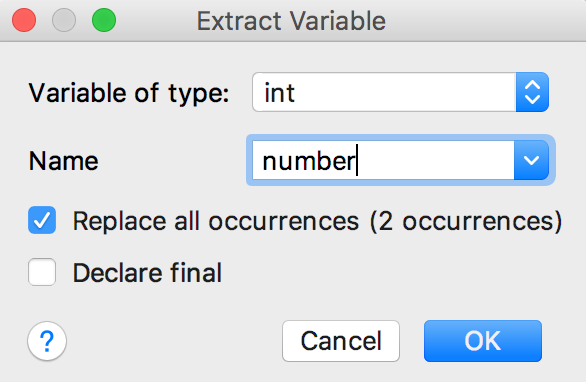 Extract Variable
Variable of type: int
Name number
Replace all occurrences (2 occurrences)
Declare final
? Cancel OK